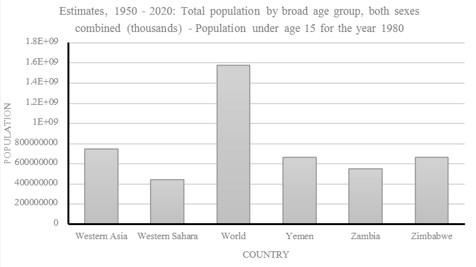 Estimates, 1950 - 2020: Total population by broad age group, both sexes
combined (thousands) - Population under age 15 for the year 1980
1.8E+09
1.6E+09
1.4E+09
1.2E+09
1E+09
800000000
600000000
400000000
200000000
0
POPULATION
Western Asia Western Sahara World Yemen Zambia Zimbabwe
COUNTRY